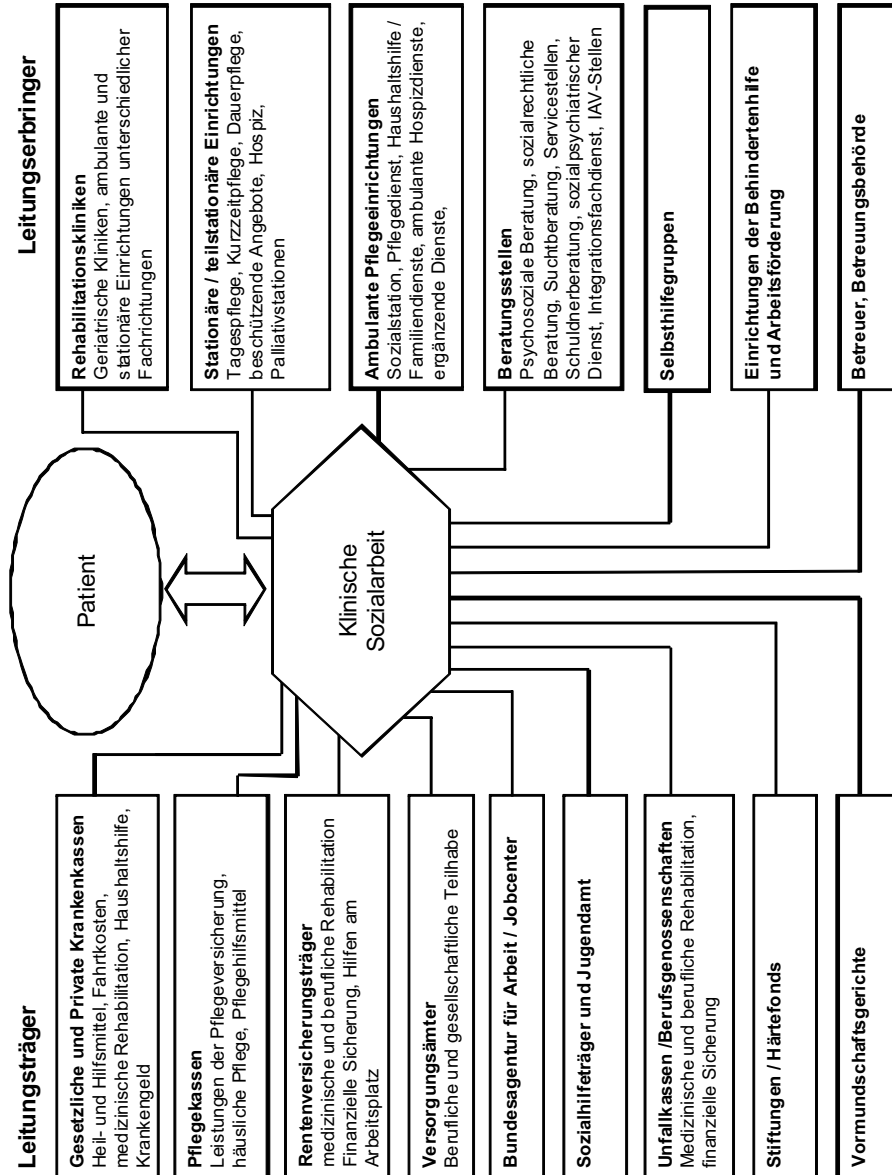 Leitungsträger
Gesetzliche und Private Krankenkassen
Heil- und Hilfsmittel, Fahrtkosten,
medizinische Rehabilitation, Haushaltshilfe,
Krankengeld
Pflegekassen
Leistungen der Pflegeversicherung,
häusliche Pflege, Pflegehilfsmittel
Rentenversicherungsträger
medizinische und berufliche Rehabilitation
Finanzielle Sicherung, Hilfen am
Arbeitsplatz
Versorgungsämter
Berufliche und gesellschaftliche Teilhabe
Bundesagentur für Arbeit / Jobcenter
Sozialhilfeträger und Jugendamt
Unfallkassen /Berufsgenossenschaften
Medizinische und berufliche Rehabilitation,
finanzielle Sicherung
Stiftungen / Härtefonds
Vormundschaftsgerichte
Patient
Klinische
Sozialarbeit
Leitungserbringer
Rehabilitationskliniken
Geriatrische Kliniken, ambulante und
stationäre Einrichtungen unterschiedlicher
Fachrichtungen
Stationäre / teilstationäre Einrichtungen
Tagespflege, Kurzzeitpflege, Dauerpflege,
beschützende Angebote, Hospiz,
Palliativstationen
Ambulante Pflegeeinrichtungen
Sozialstation, Pflegedienst, Haushaltshilfe /
Familiendienste, ambulante Hospizdienste,
ergänzende Dienste,
Beratungsstellen
Psychosoziale Beratung, sozialrechtliche
Beratung, Suchtberatung, Servicestellen,
Schuldnerberatung, sozialpsychiatrischer
Dienst, Integrationsfachdienst, IAV-Stellen
Selbsthilfegruppen
Einrichtungen der Behindertenhilfe
und Arbeitsförderung
Betreuer, Betreuungsbehörde